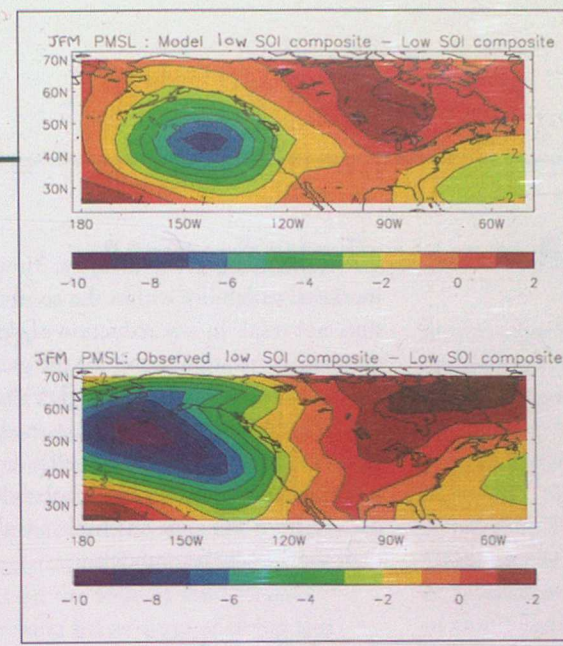 JFM PMSL : Model low SOI composite - Low SOI composite
70N
60N
50N
40N
30N
180 150W 120W 90W 60W
-2
-2
-10 -8 -6 -4 -2 0 2
JFM PMSL: Observed low SOI composite - Low SOI composite
70N
60N
50N
40N
30N
180 150W 120W 90W 60W
-10 -8 -6 -4 -2 0 .2